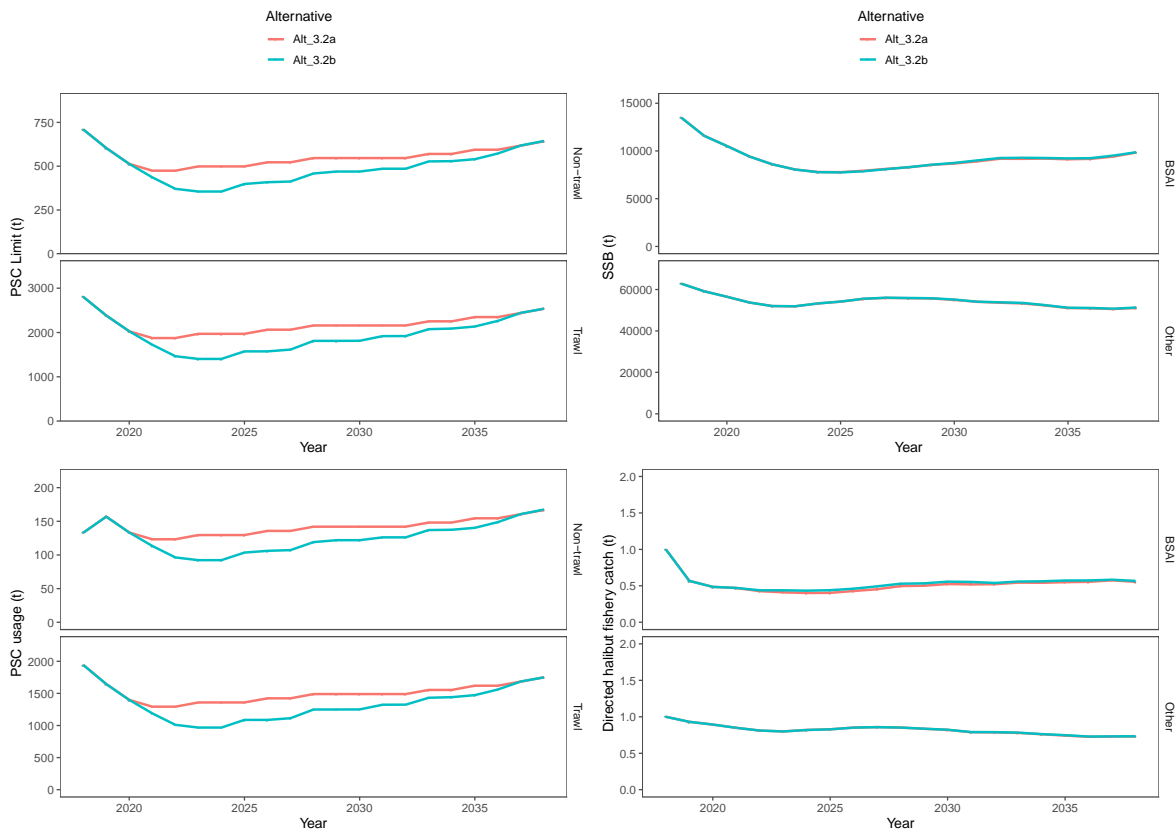 Alternative
Alt_3.2a
Alt_3.2b
PSC Limit (t)
750
500
250
0
Non−trawl
3000
2000
1000
0
Trawl
2020 2025 2030 2035
Year
Alternative
Alt_3.2a
Alt_3.2b
SSB (t)
15000
10000
5000
0
BSAI
60000
40000
20000
0
Other
2020 2025 2030 2035
Year
PSC usage (t)
200
150
100
50
0
Non−trawl
2000
1500
1000
500
0
Trawl
2020 2025 2030 2035
Year
Directed halibut fishery catch (t)
2.0
1.5
1.0
0.5
0.0
BSAI
2.0
1.5
1.0
0.5
0.0
Other
2020 2025 2030 2035
Year